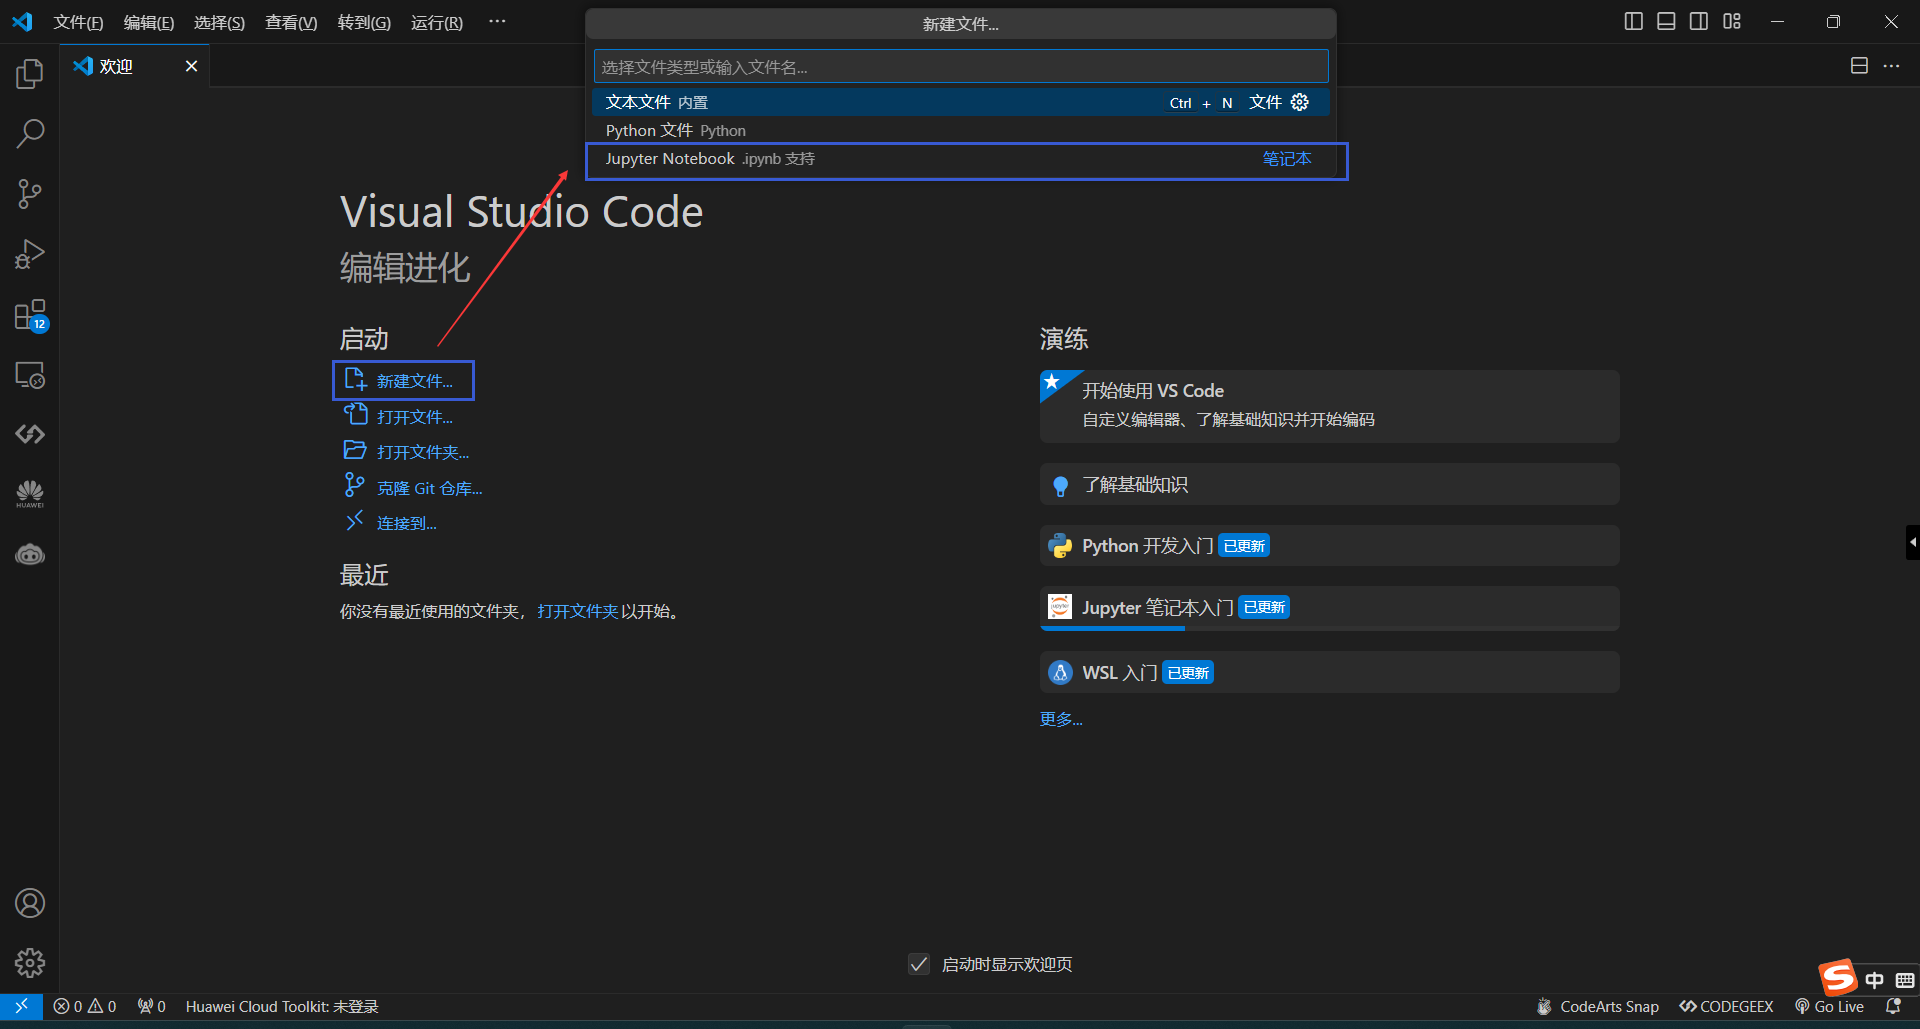 文件(F) 编辑(E) 选择(S) 查看(V) 转到(G) 运行(R) ···
新建文件...
欢迎
选择文件类型或输入文件名...
文本文件 内置 Ctrl + N 文件
Python 文件 Python
Jupyter Notebook .ipynb 支持 笔记本
Visual Studio Code
编辑进化
启动
新建文件...
打开文件...
打开文件夹...
克隆 Git 仓库...
连接到...
最近
你没有最近使用的文件夹，打开文件夹以开始。
演练
开始使用 VS Code
自定义编辑器、了解基础知识并开始编码
了解基础知识
Python 开发入门 已更新
jupyter
Jupyter 笔记本入门 已更新
WSL 入门 已更新
更多...
12
HUAWEI
启动时显示欢迎页
S 中
0 0 0 Huawei Cloud Toolkit: 未登录 CodeArts Snap CODEGEEX Go Live